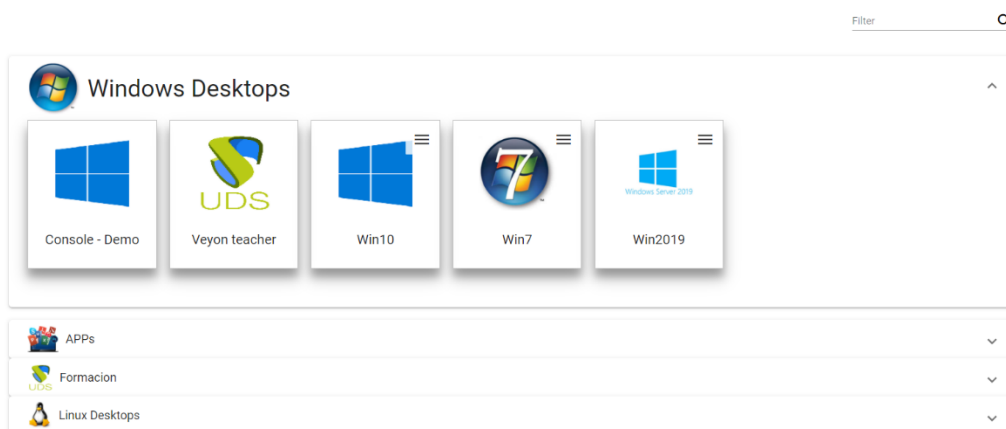 Filter
Windows Desktops
UDS
7
Windows Server 2019
Console - Demo
Veyon teacher
Win10
Win7
Win2019
APPs
UDS
Formacion
Linux Desktops